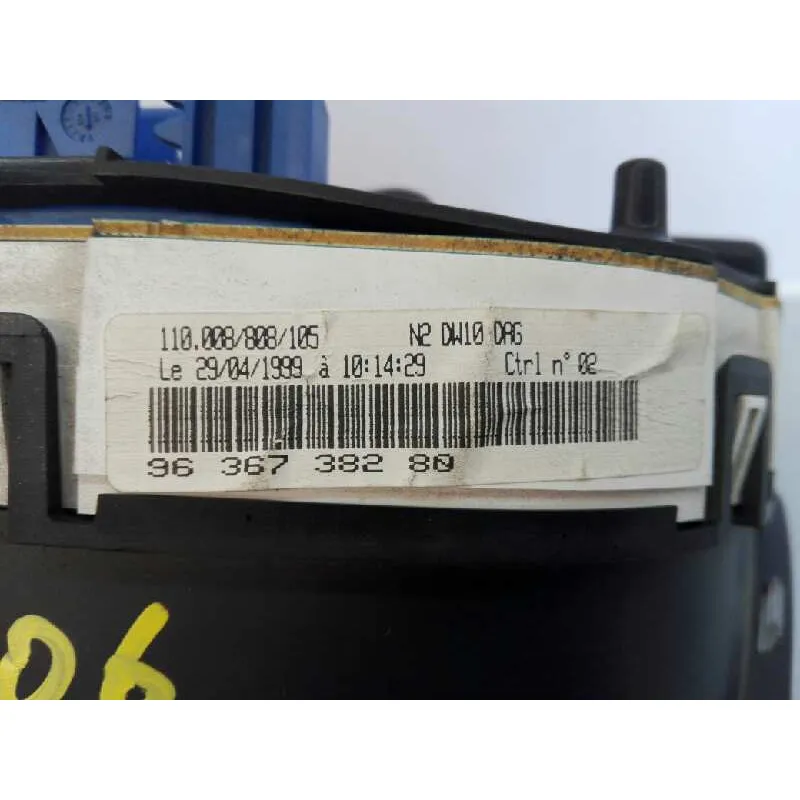 110.008/808/105 N2 DW10 DAG
Le 29/04/1999 à 10:14:29 Ctrl n° 02
96 367 382 80
06